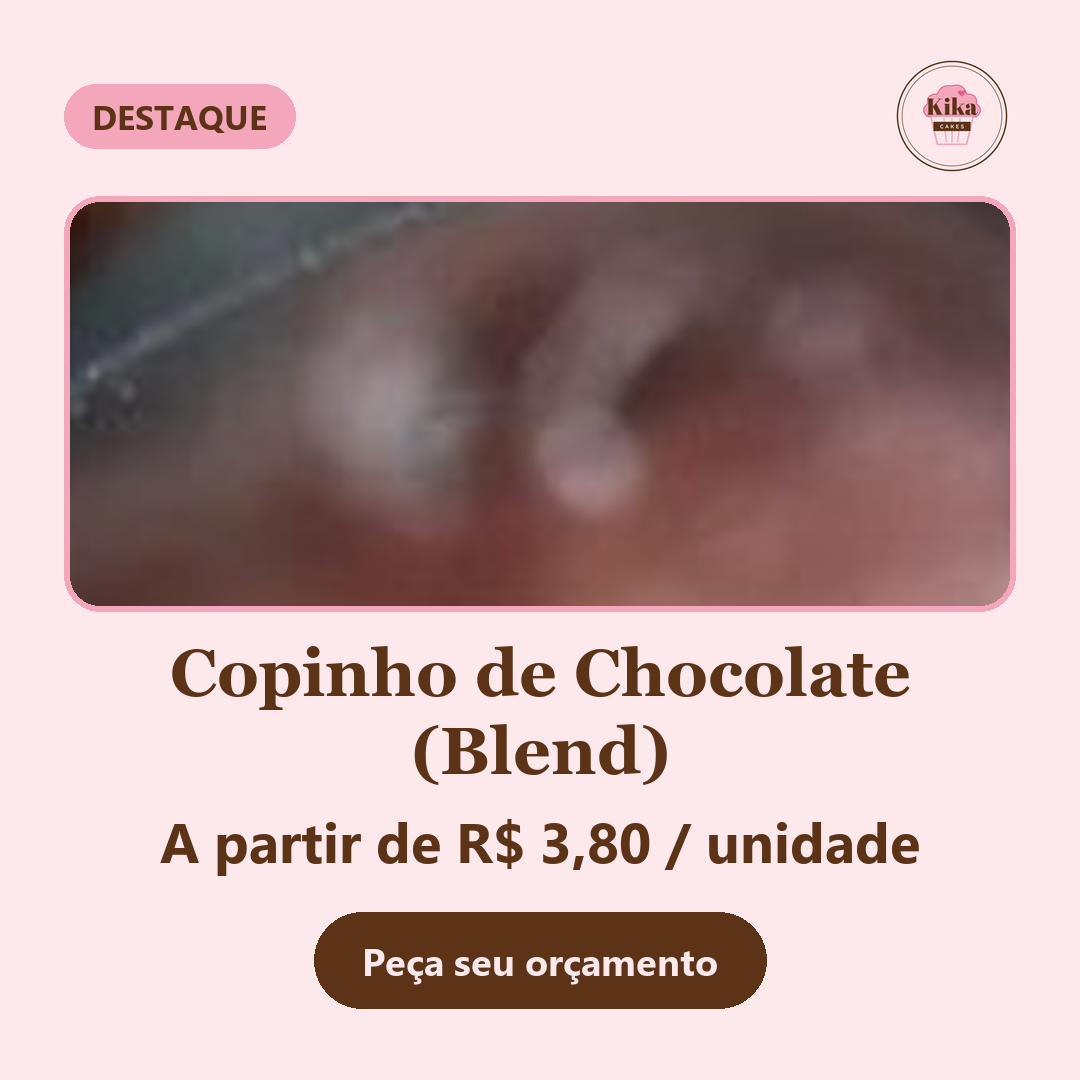 DESTAQUE
Kika
CAKES
Copinho de Chocolate
(Blend)
A partir de R$ 3,80 / unidade
Peça seu orçamento